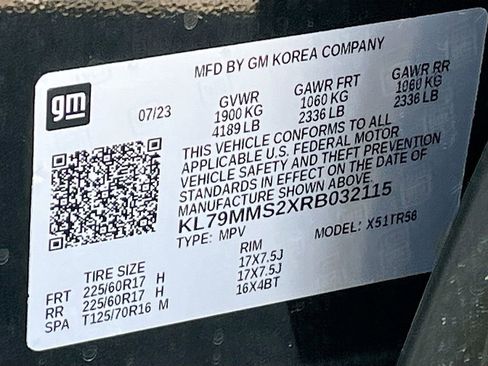 MFD BY GM KOREA COMPANY
gm
07/23
GVWR GAWR FRT GAWR RR
1900 KG 1060 KG 1060 KG
4189 LB 2336 LB 2336 LB
THIS VEHICLE CONFORMS TO ALL
APPLICABLE U.S. FEDERAL MOTOR
VEHICLE SAFETY AND THEFT PREVENTION
STANDARDS IN EFFECT ON THE DATE OF
MANUFACTURE SHOWN ABOVE.
KL79MMS2XRB032115
TYPE: MPV MODEL: X51TR56
TIRE SIZE RIM
FRT 225/60R17 H 17X7.5J
RR 225/60R17 H 17X7.5J
SPA T125/70R16 M 16X4BT